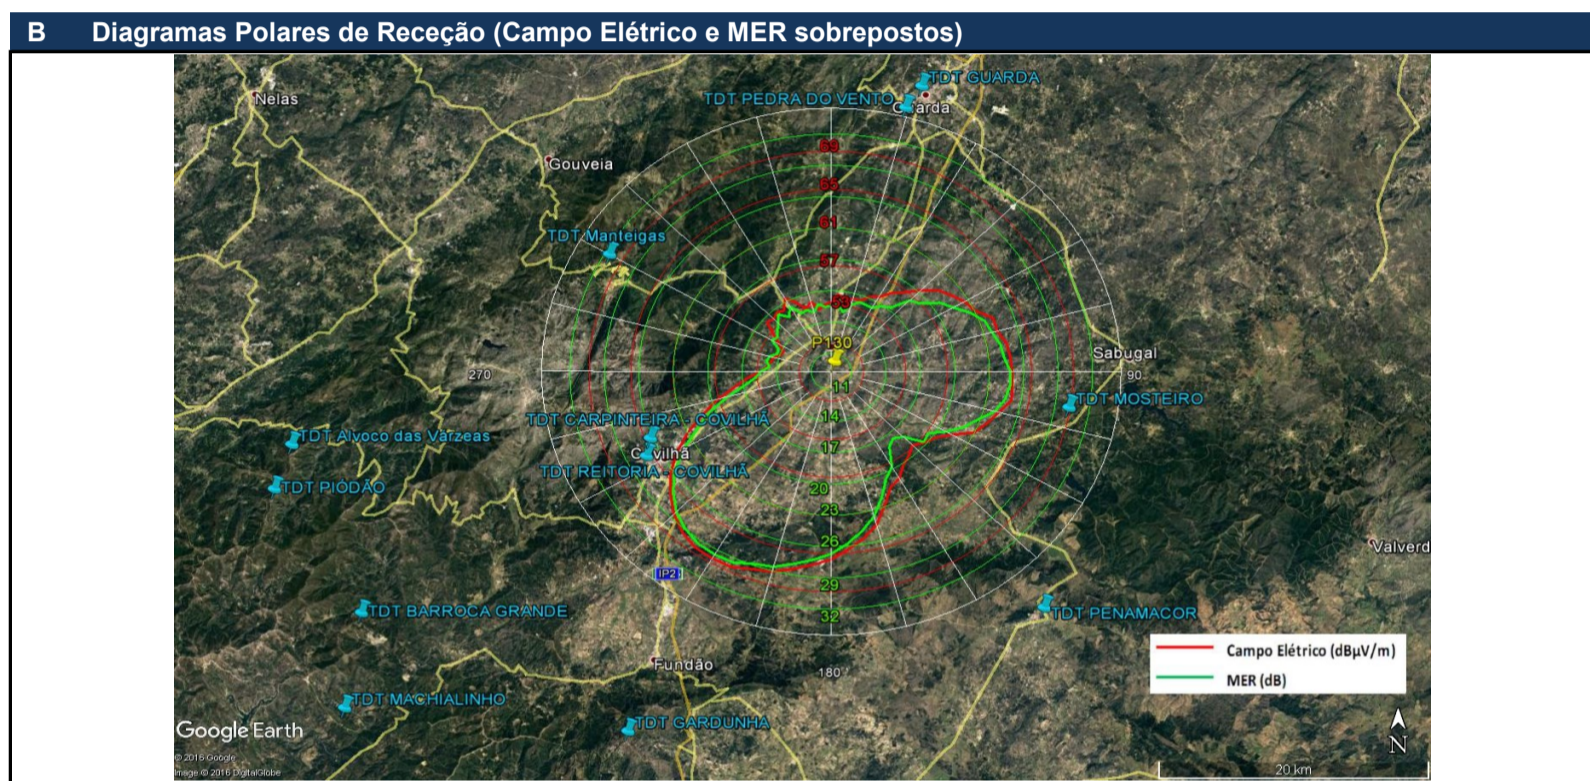 B Diagramas Polares de Receção (Campo Elétrico e MER sobrepostos)
TDT GUARDA
Nelas
TDT PEDRA DO VENTO
Guarda
69
Gouveia
65
61
TDT Manteigas
57
53
P130
Sabugal
270
90
11
TDT MOSTEIRO
14
TDT CARPINTEIRA - COVILHÃ
TDT Alvoco das Varzeas
17
Covilhã
TDT REITORIA - COVILHÃ
TDT PIÓDÃO
20
23
26
Valverd
IP2
29
TDT BARROCA GRANDE
32
TDT PENAMACOR
Campo Elétrico (dBµV/m)
Fundão
180
MER (dB)
TDT MACHIALINHO
TDT GARDUNHA
Google Earth
N
© 2016 Google
Image © 2016 DigitalGlobe
20 km